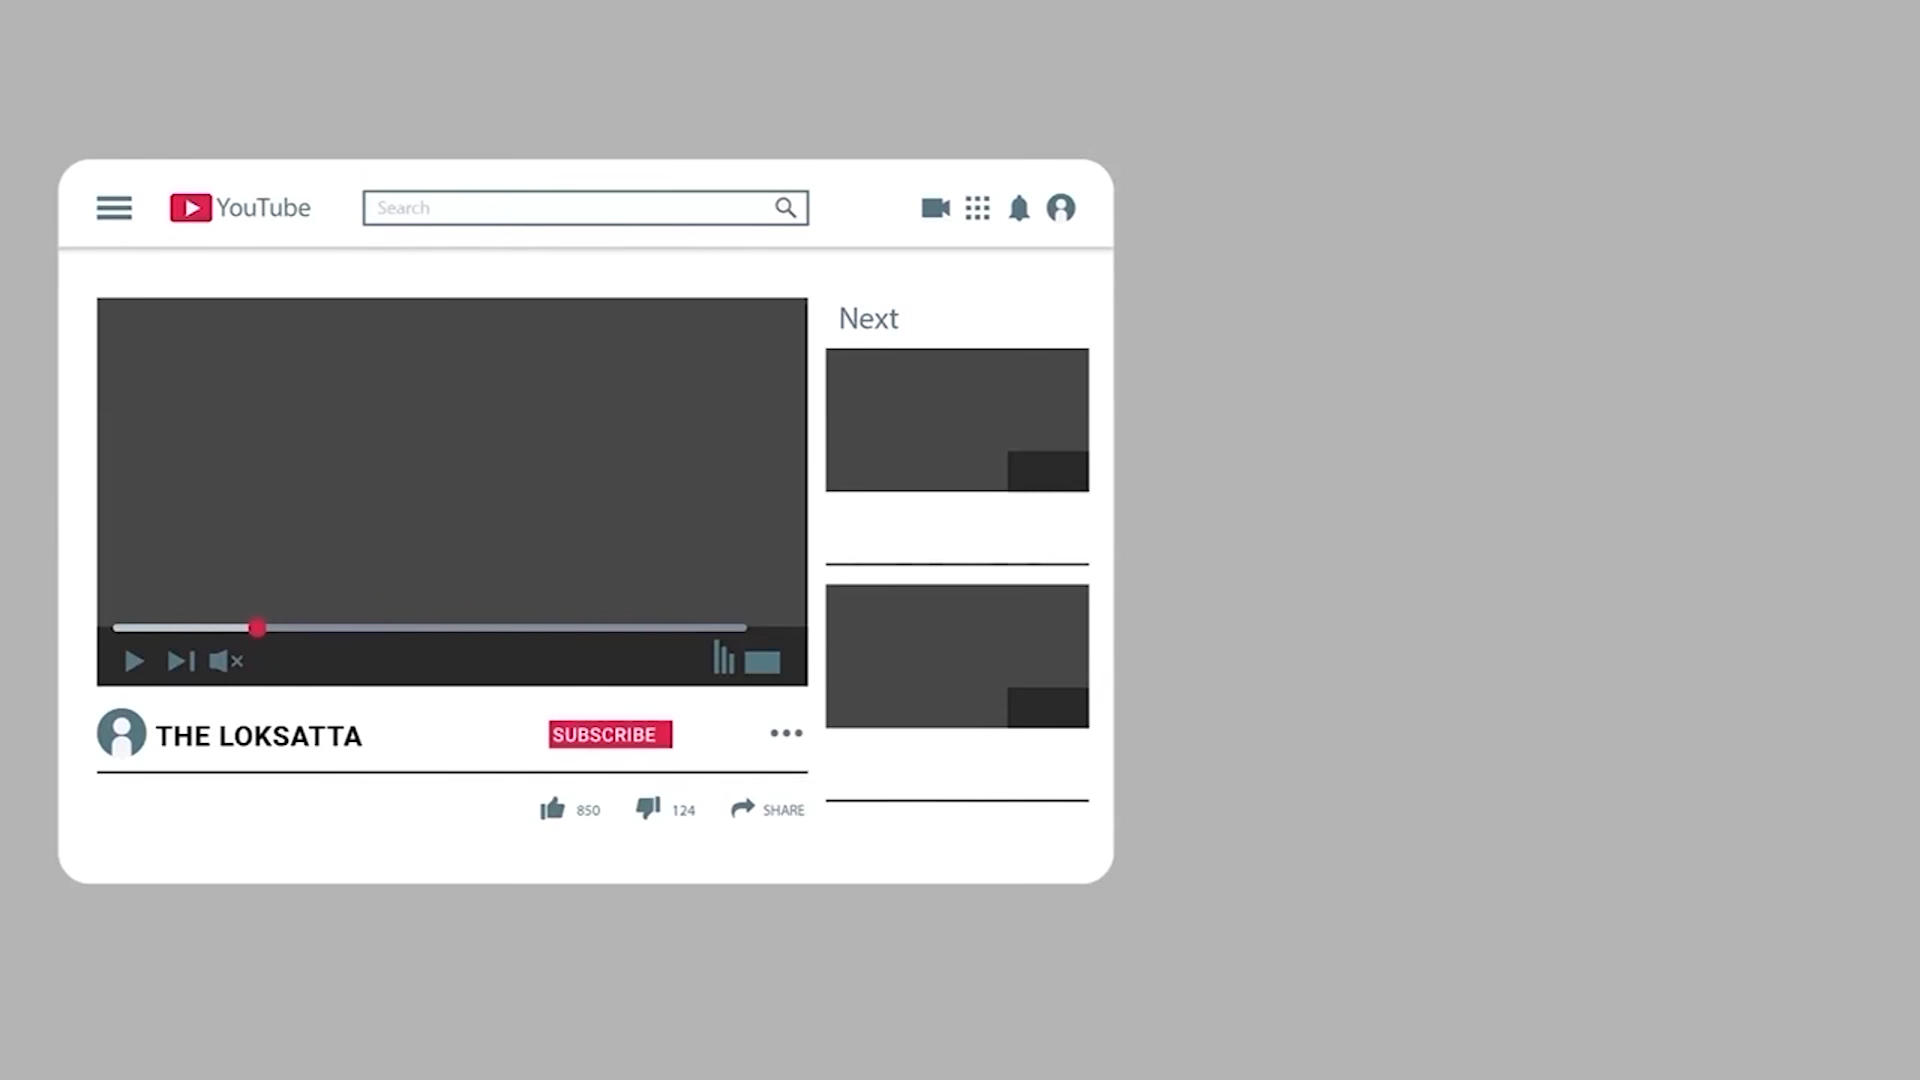 YouTube
Search
Next
THE LOKSATTA
SUBSCRIBE
850
124
SHARE